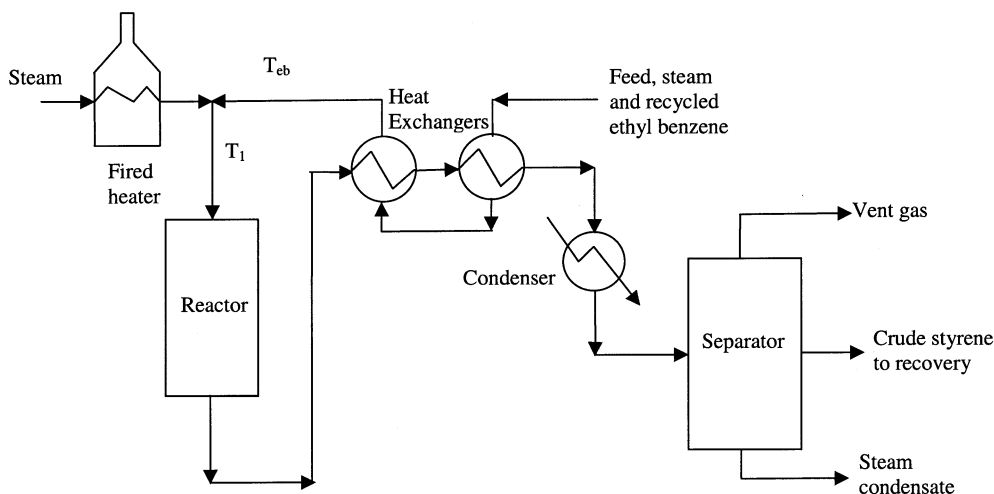 Steam
T_eb
Heat
Exchangers
Feed, steam
and recycled
ethyl benzene
Fired
heater
T_1
Reactor
Condenser
Vent gas
Separator
Crude styrene
to recovery
Steam
condensate